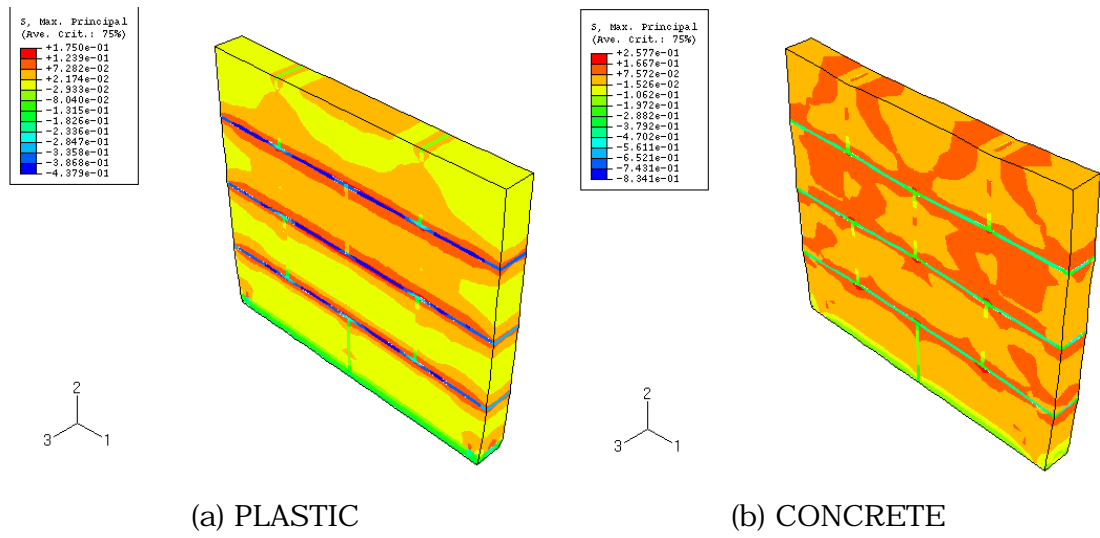 S, Max. Principal
(Ave. Crit.: 75%)
+1.750e-01
+1.239e-01
+7.282e-02
+2.174e-02
-2.933e-02
-8.040e-02
-1.315e-01
-1.826e-01
-2.336e-01
-2.847e-01
-3.358e-01
-3.868e-01
-4.379e-01
2
3
1
(a) PLASTIC
S, Max. Principal
(Ave. Crit.: 75%)
+2.577e-01
+1.667e-01
+7.572e-02
-1.526e-02
-1.062e-01
-1.972e-01
-2.882e-01
-3.792e-01
-4.702e-01
-5.611e-01
-6.521e-01
-7.431e-01
-8.341e-01
2
3
1
(b) CONCRETE